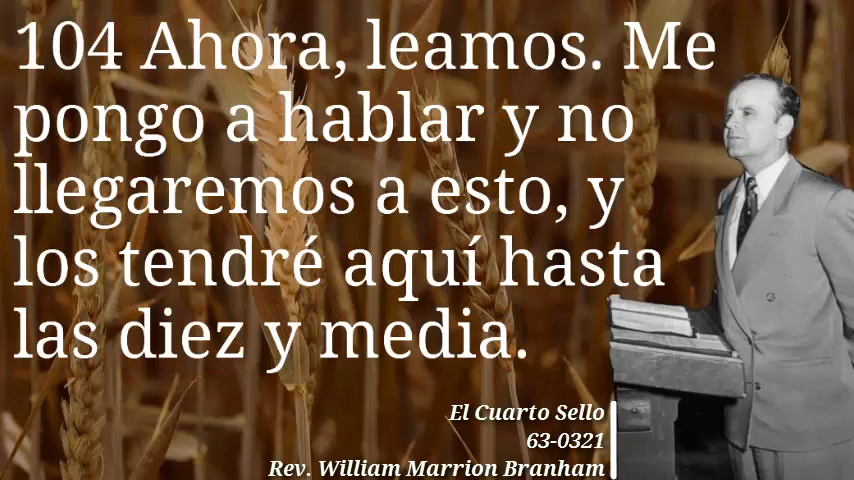 104 Ahora, leamos. Me
pongo a hablar y no
llegaremos a esto, y
los tendré aquí hasta
las diez y media.
El Cuarto Sello
63-0321
Rev. William Marrion Branham